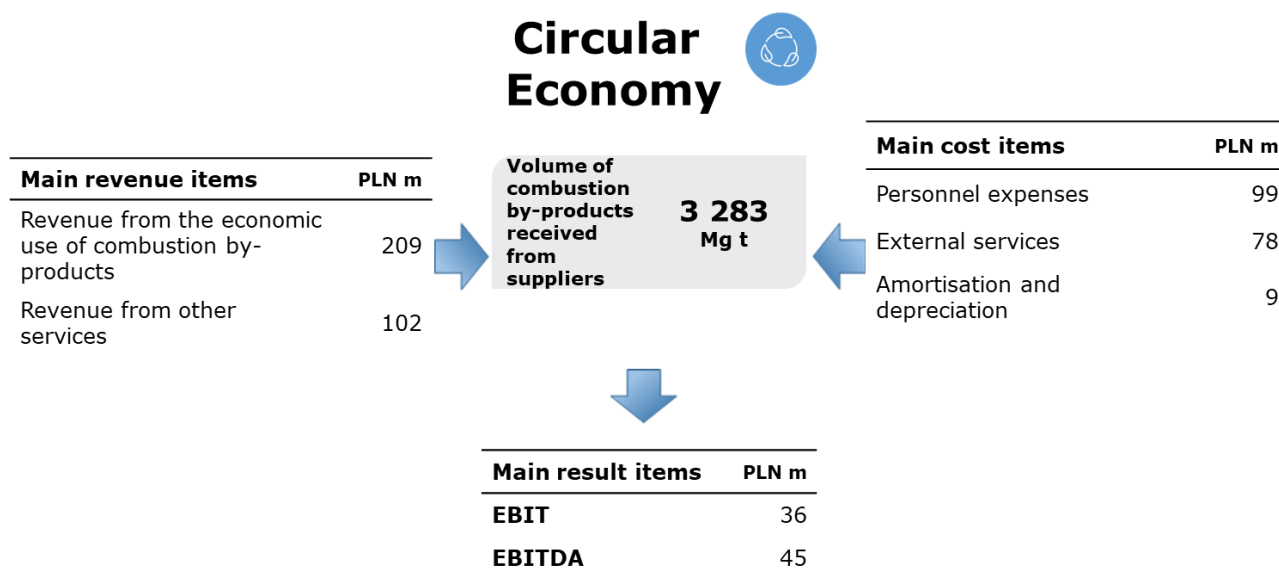 Circular
Economy
Main revenue items PLN m
Revenue from the economic
use of combustion by-
products 209
Revenue from other
services 102
Volume of
combustion
by-products
received
from
suppliers
3 283
Mg t
Main cost items PLN m
Personnel expenses 99
External services 78
Amortisation and
depreciation 9
Main result items PLN m
EBIT 36
EBITDA 45